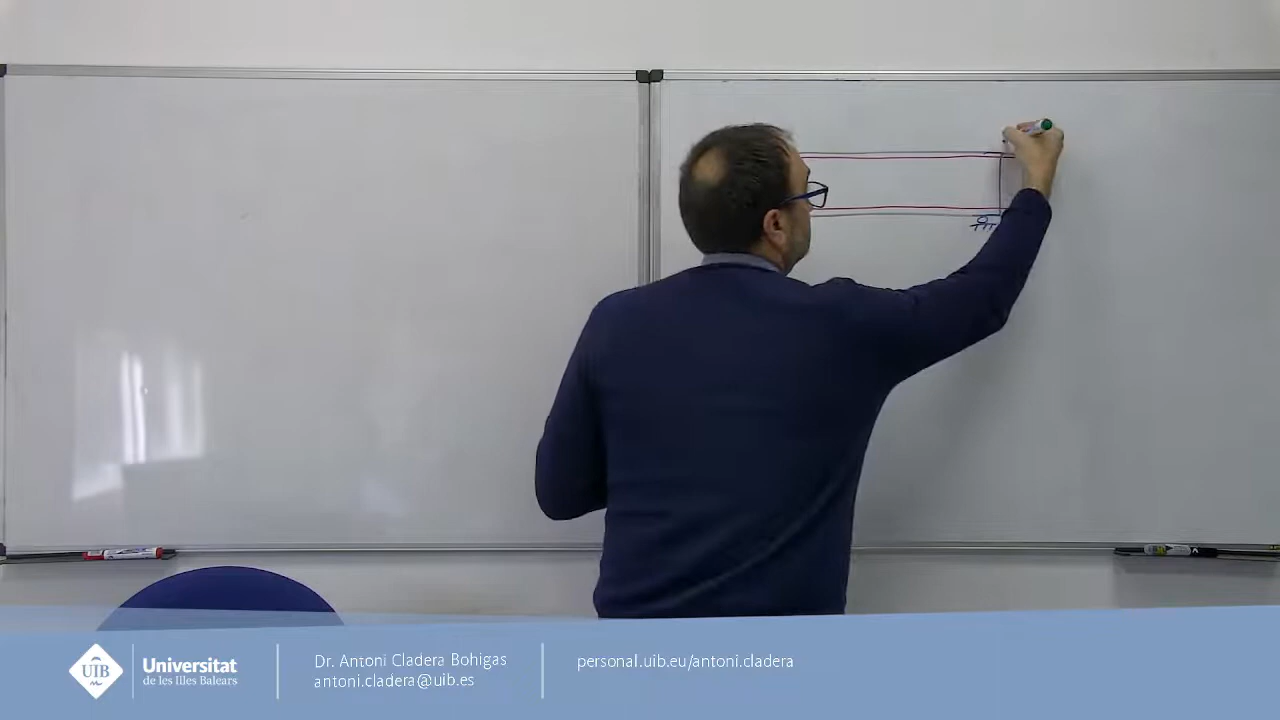 UIB
Universitat
de les Illes Balears
Dr. Antoni Cladera Bohigas
antoni.cladera@uib.es
personal.uib.eu/antoni.cladera